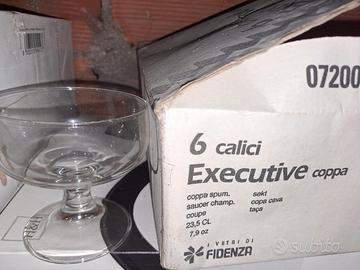 07200
6 calici
Executive coppa
coppa spum. sekt
saucer champ. copa cava
coupe taça
23,5 CL
7,9 oz
I VETRI DI
FIDENZA
subito